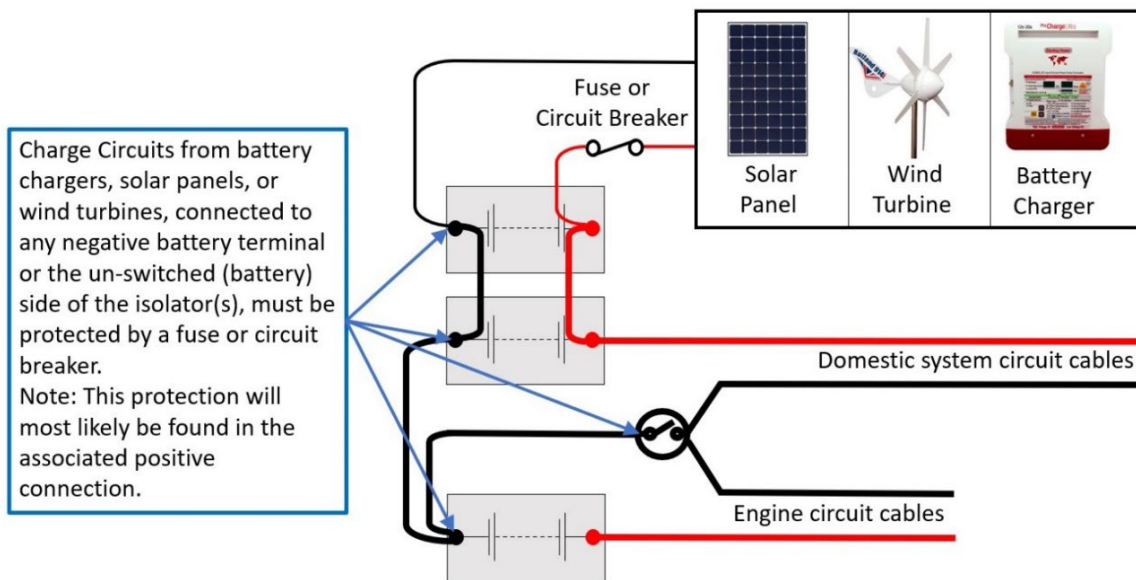 Charge Circuits from battery
chargers, solar panels, or
wind turbines, connected to
any negative battery terminal
or the un-switched (battery)
side of the isolator(s), must be
protected by a fuse or circuit
breaker.
Note: This protection will
most likely be found in the
associated positive
connection.
Fuse or
Circuit Breaker
Solar
Panel
Wind
Turbine
Battery
Charger
Domestic system circuit cables
Engine circuit cables